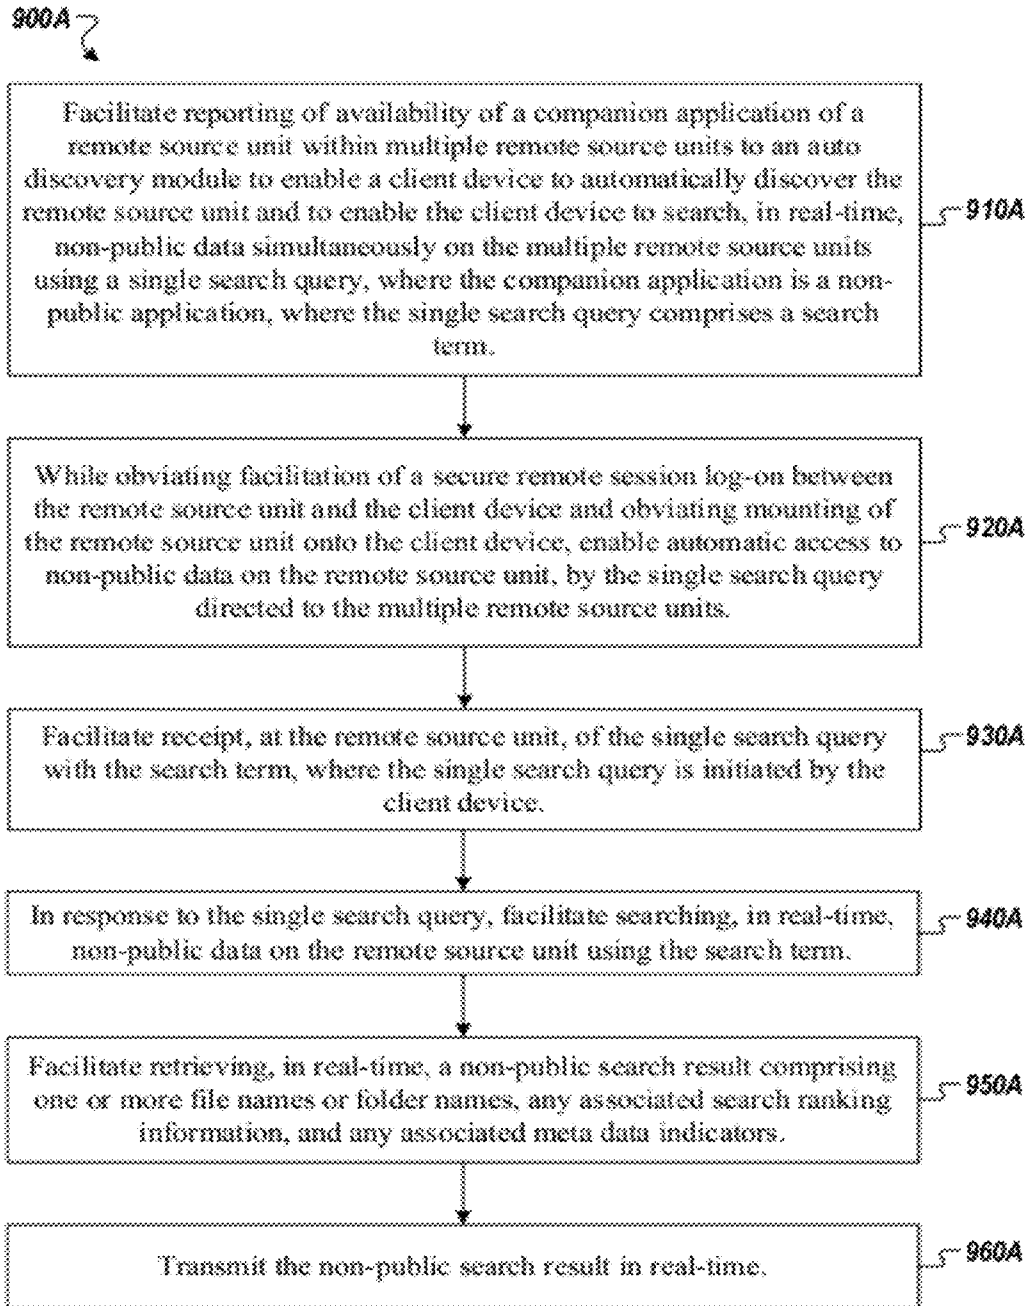 900A
Facilitate reporting of availability of a companion application of a
remote source unit within multiple remote source units to an auto
discovery module to enable a client device to automatically discover the
remote source unit and to enable the client device to search, in real-time,
non-public data simultaneously on the multiple remote source units
using a single search query, where the companion application is a non-
public application, where the single search query comprises a search
term.
910A
While obviating facilitation of a secure remote session log-on between
the remote source unit and the client device and obviating mounting of
the remote source unit onto the client device, enable automatic access to
non-public data on the remote source unit, by the single search query
directed to the multiple remote source units.
920A
Facilitate receipt, at the remote source unit, of the single search query
with the search term, where the single search query is initiated by the
client device.
930A
In response to the single search query, facilitate searching, in real-time,
non-public data on the remote source unit using the search term.
940A
Facilitate retrieving, in real-time, a non-public search result comprising
one or more file names or folder names, any associated search ranking
information, and any associated meta data indicators.
950A
Transmit the non-public search result in real-time.
960A